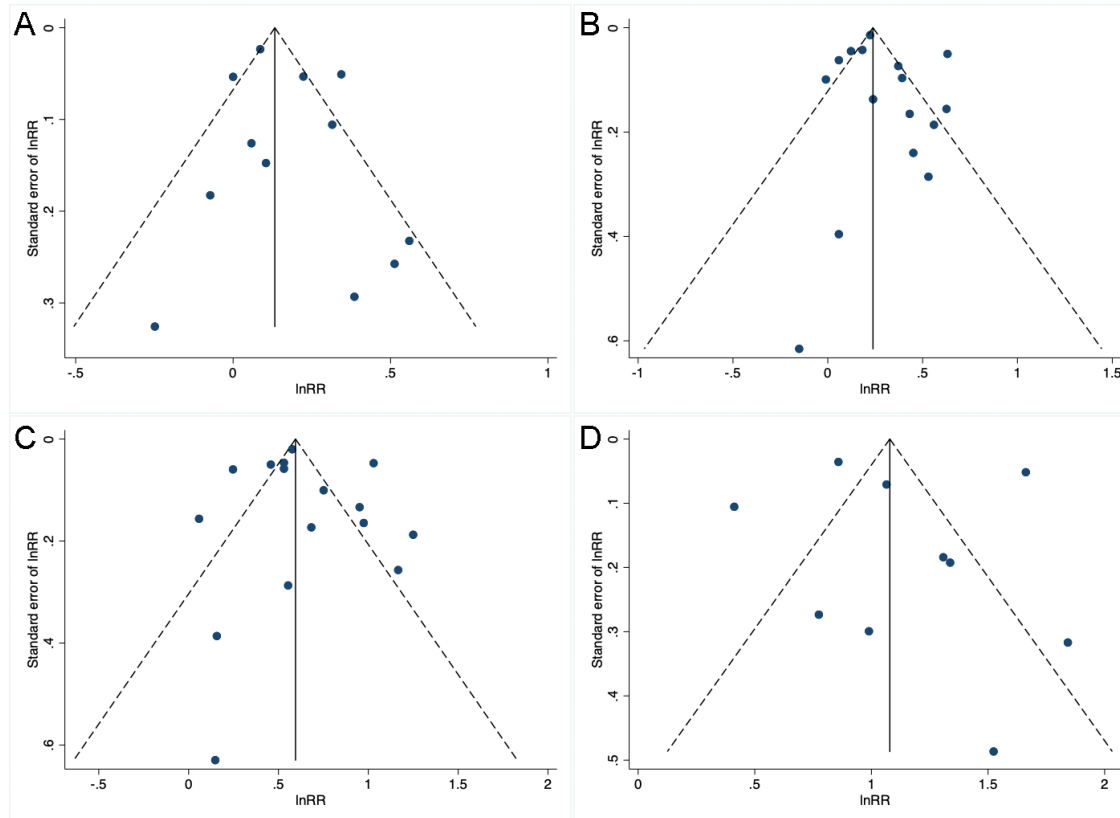 A
Standard error of lnRR
0
.1
.2
.3
-.5 0 .5 1
lnRR
B
Standard error of lnRR
0
.2
.4
.6
-1 -.5 0 .5 1 1.5
lnRR
C
Standard error of lnRR
0
.2
.4
.6
-.5 0 .5 1 1.5 2
lnRR
D
Standard error of lnRR
0
.1
.2
.3
.4
.5
0 .5 1 1.5 2
lnRR